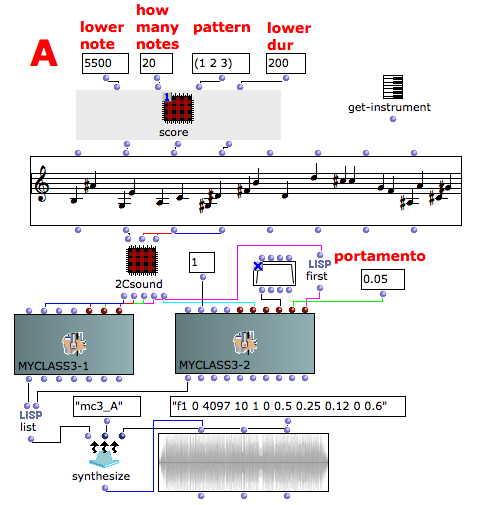 A
lower note
how many notes
pattern
lower dur
5500
20
(1 2 3)
200
1
score
get-instrument
2Csound
1
LISP
first
portamento
0.05
MYCLASS3-1
MYCLASS3-2
LISP
list
"mc3_A"
"f1 0 4097 10 1 0 0.5 0.25 0.12 0 0.6"
synthesize